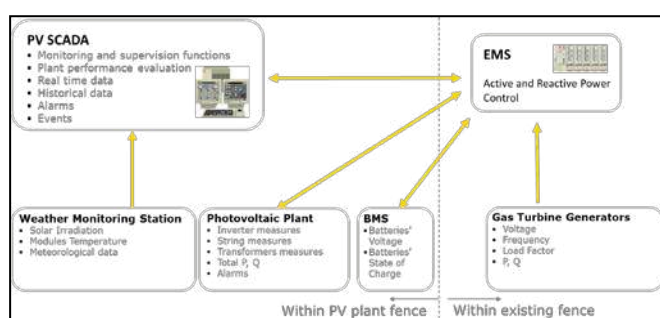 PV SCADA
• Monitoring and supervision functions
• Plant performance evaluation
• Real time data
• Historical data
• Alarms
• Events
EMS
Active and Reactive Power
Control
Weather Monitoring Station
• Solar Irradiation
• Modules Temperature
• Meteorological data
Photovoltaic Plant
• Inverter measures
• String measures
• Transformers measures
• Total P, Q
• Alarms
BMS
• Batteries'
Voltage
• Batteries'
State of
Charge
Gas Turbine Generators
• Voltage
• Frequency
• Load Factor
• P, Q
Within PV plant fence
Within existing fence